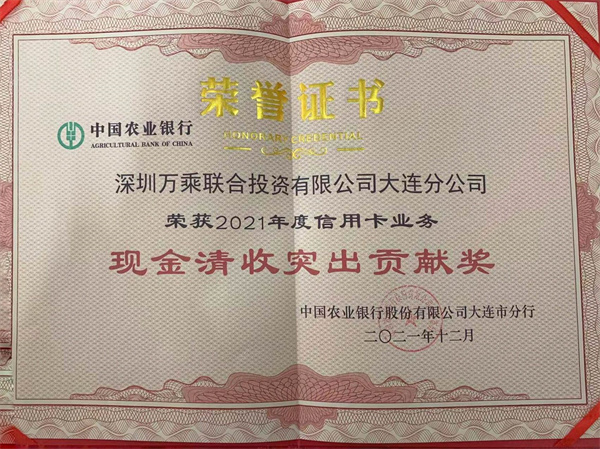 荣誉证书
中国农业银行
AGRICULTURAL BANK OF CHINA
深圳万乘联合投资有限公司大连分公司
荣获2021年度信用卡业务
现金清收突出贡献奖
中国农业银行股份有限公司大连市分行
二〇二一年十二月